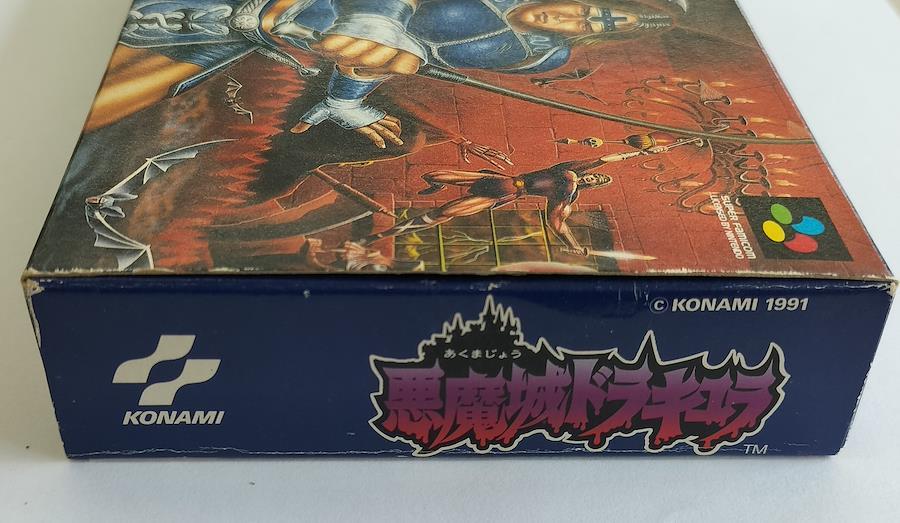 SUPER Famicom
LICENSED BY NINTENDO
© KONAMI 1991
あくまじょう
悪魔城ドラキュラ
TM
KONAMI